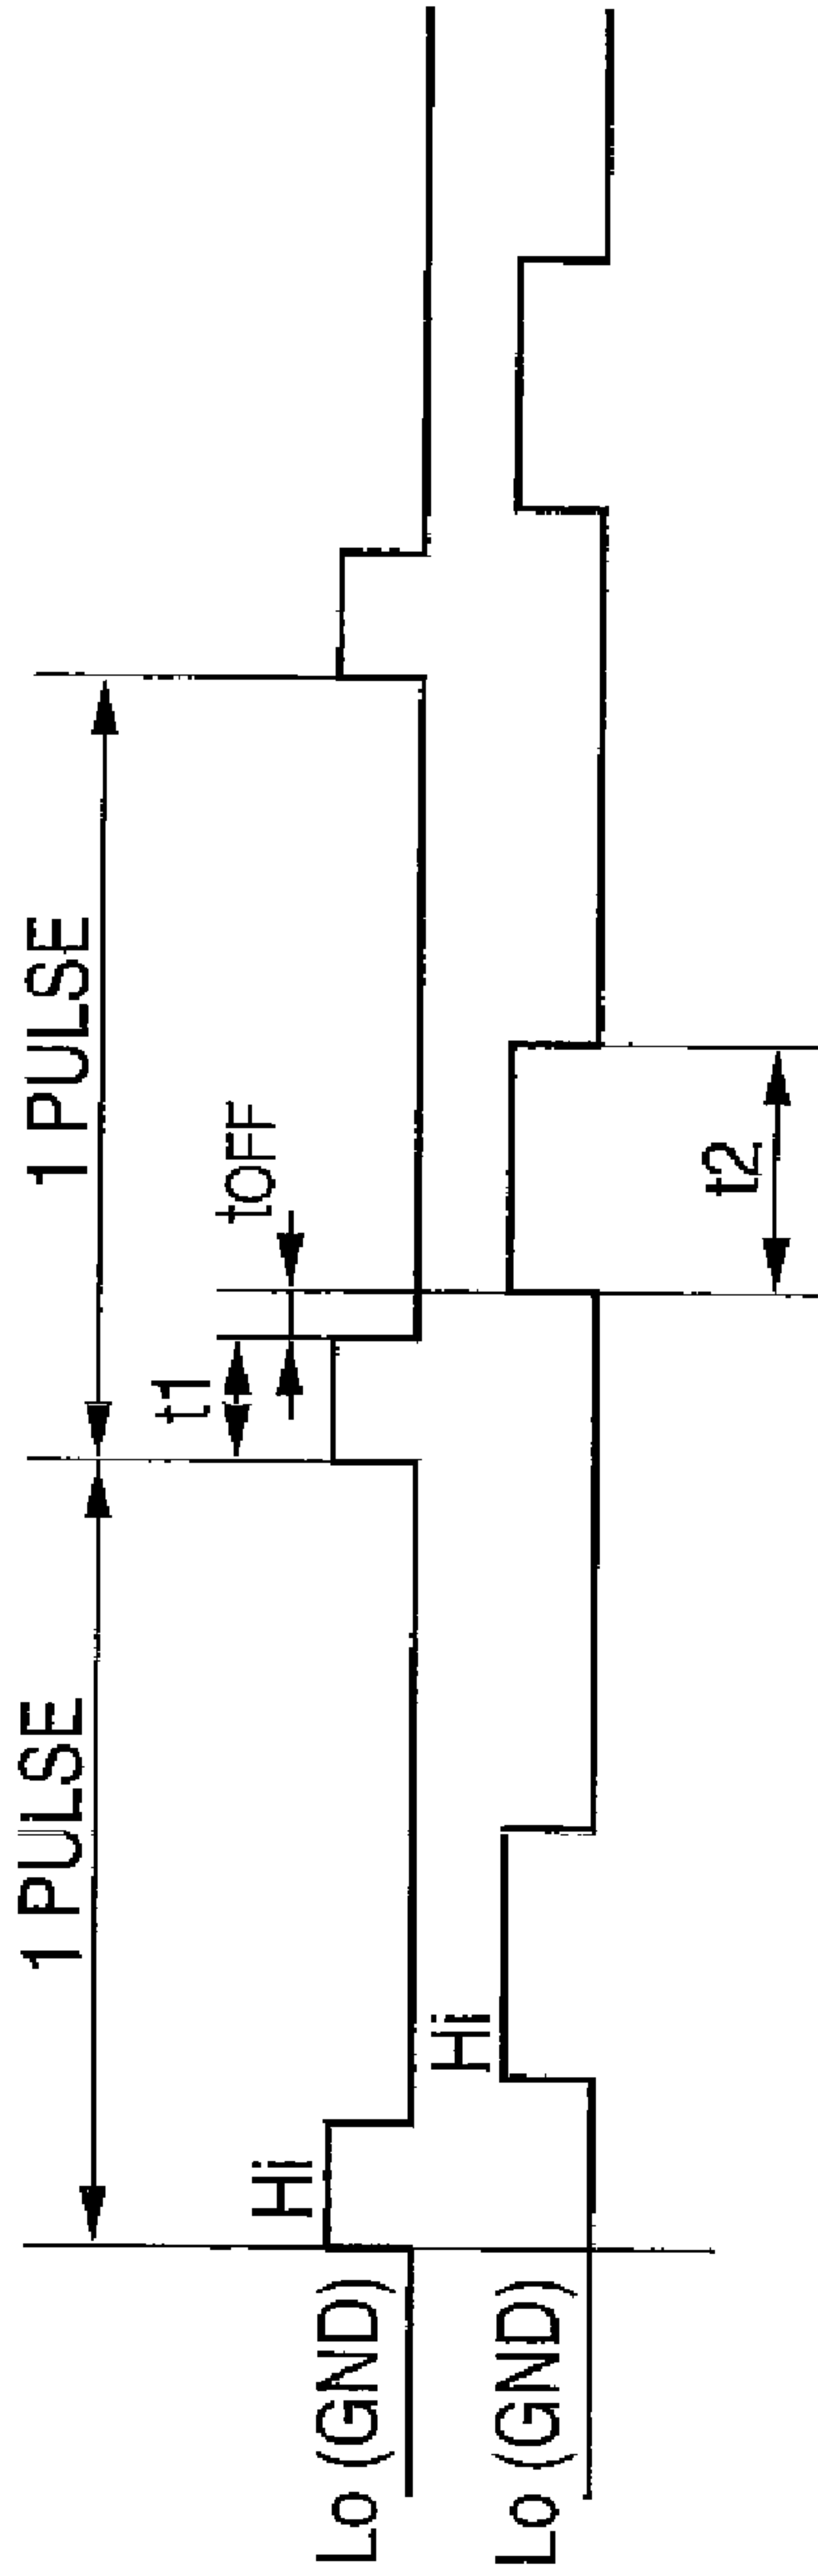 1 PULSE
1 PULSE
t1
tOFF
Hi
Lo (GND)
Hi
Lo (GND)
t2